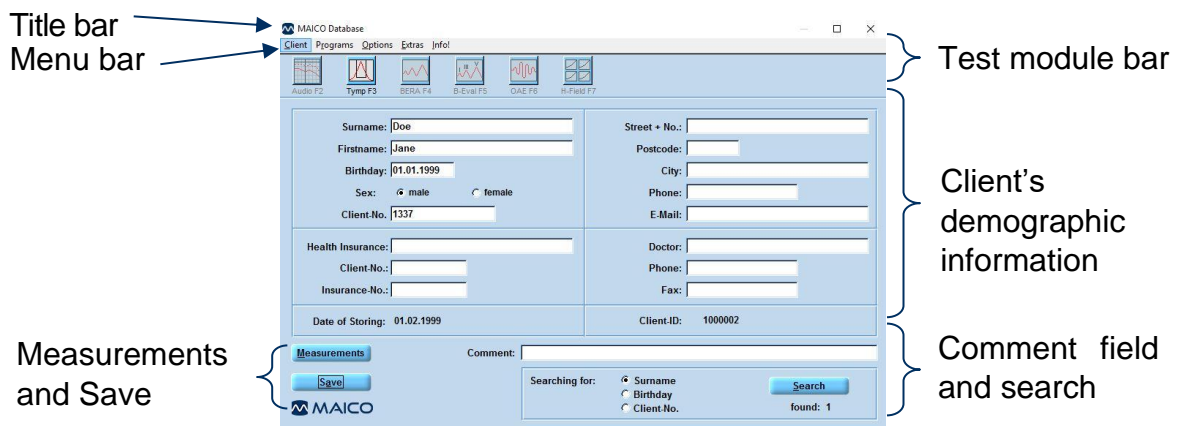 Title bar
Menu bar
MAICO Database
Client Programs Options Extras Info!
Audio F2 Tymp F3 BERA F4 B-Eval F5 OAE F6 H-Field F7
Test module bar
Surname: Doe
Firstname: Jane
Birthday: 01.01.1999
Sex: male female
Client-No. 1337
Street + No.:
Postcode:
City:
Phone:
E-Mail:
Health Insurance:
Client-No.:
Insurance-No.:
Doctor:
Phone:
Fax:
Date of Storing: 01.02.1999
Client-ID: 1000002
Client's
demographic
information
Measurements
and Save
Measurements
Save
MAICO
Comment:
Searching for: Surname
Birthday
Client-No.
Search
found: 1
Comment field
and search